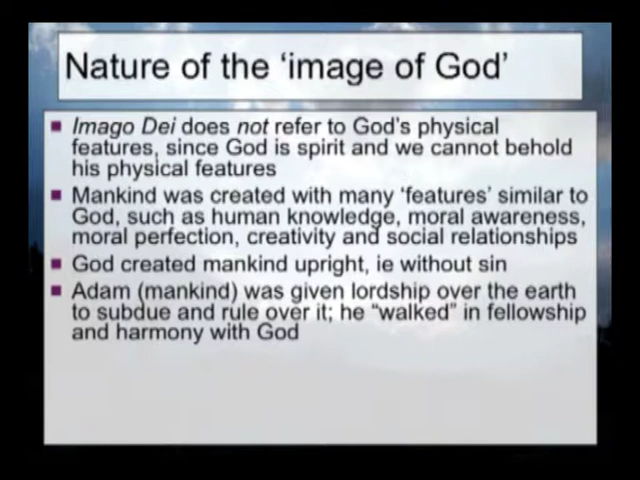 Nature of the ‘image of God’
Imago Dei does not refer to God's physical
features, since God is spirit and we cannot behold
his physical features
Mankind was created with many ‘features’ similar to
God, such as human knowledge, moral awareness,
moral perfection, creativity and social relationships
God created mankind upright, ie without sin
Adam (mankind) was given lordship over the earth
to subdue and rule over it; he “walked” in fellowship
and harmony with God